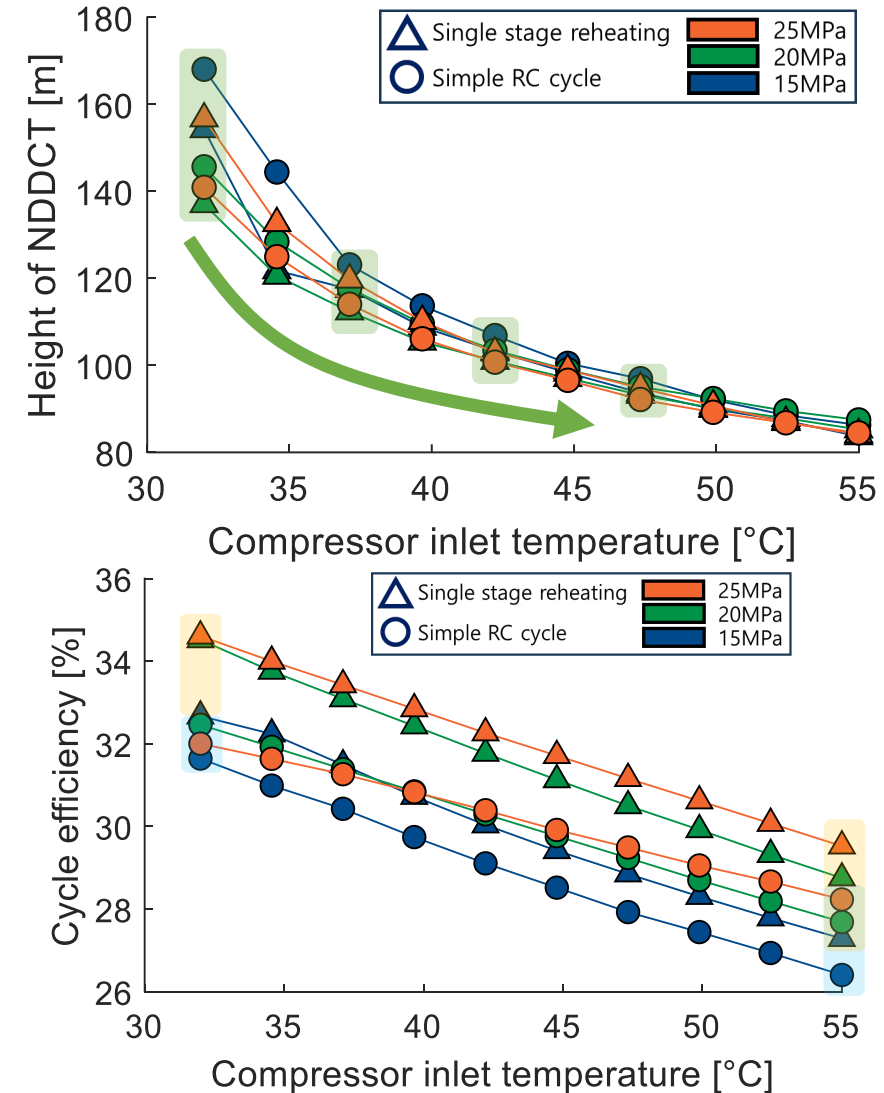 Height of NDDCT [m]
180
160
140
120
100
80
Single stage reheating
Simple RC cycle
25MPa
20MPa
15MPa
30 35 40 45 50 55
Compressor inlet temperature [°C]
Cycle efficiency [%]
36
34
32
30
28
26
Single stage reheating
Simple RC cycle
25MPa
20MPa
15MPa
30 35 40 45 50 55
Compressor inlet temperature [°C]